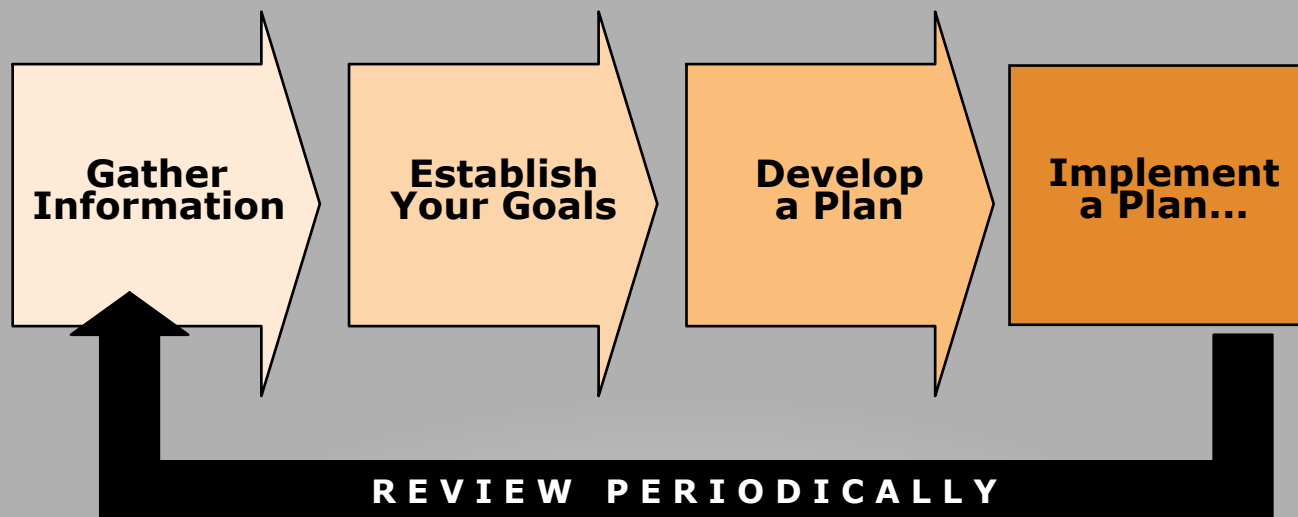 Gather
Information
Establish
Your Goals
Develop
a Plan
Implement
a Plan...
REVIEW PERIODICALLY